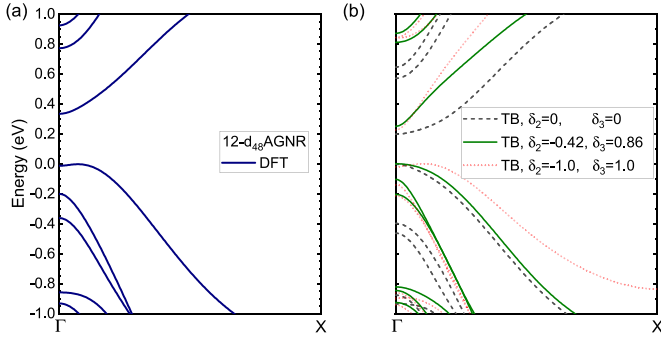 (a)
(b)
Energy (eV)
1.0
0.8
0.6
0.4
0.2
0.0
-0.2
-0.4
-0.6
-0.8
-1.0
Γ
X
12-d₄₈AGNR
DFT
TB, δ₂=0, δ₃=0
TB, δ₂=-0.42, δ₃=0.86
TB, δ₂=-1.0, δ₃=1.0
Γ
X